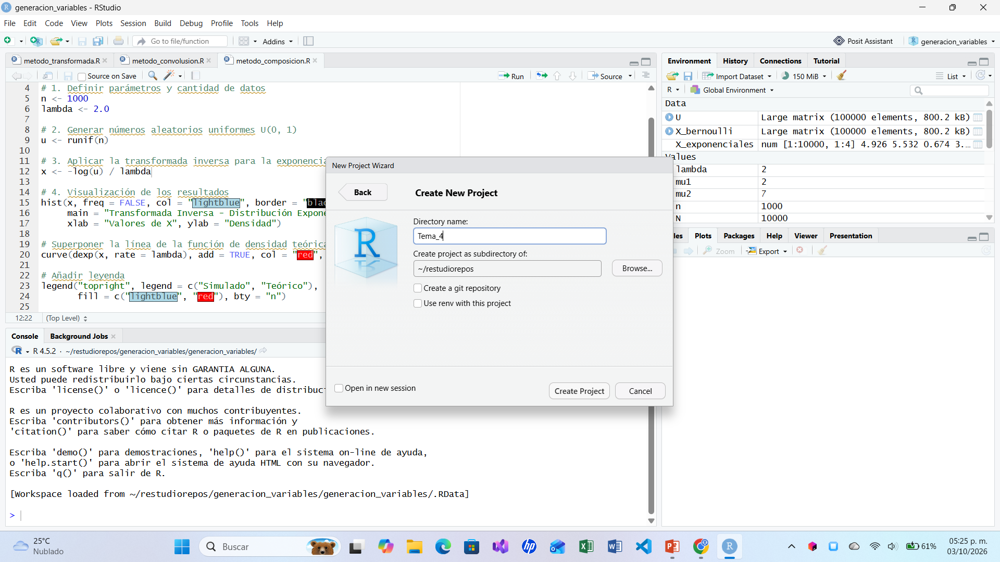 generacion_variables - RStudio
File Edit Code View Plots Session Build Debug Profile Tools Help
Go to file/function
Addins
Posit Assistant
generacion_variables
metodo_transformada.R
metodo_convolusion.R
metodo_composicion.R
Source on Save
Run
Source
4 # 1. Definir parámetros y cantidad de datos
5 n <- 1000
6 lambda <- 2.0
7
8 # 2. Generar números aleatorios uniformes U(0, 1)
9 u <- runif(n)
10
11 # 3. Aplicar la transformada inversa para la exponencia
12 x <- -log(u) / lambda
13
14 # 4. Visualización de los resultados
15 hist(x, freq = FALSE, col = "lightblue", border = "blac
16 main = "Transformada Inversa - Distribución Expone
17 xlab = "Valores de X", ylab = "Densidad")
18
19 # Superponer la línea de la función de densidad teórica
20 curve(dexp(x, rate = lambda), add = TRUE, col = "red",
21
22 # Añadir leyenda
23 legend("topright", legend = c("Simulado", "Teórico"),
24 fill = c("lightblue", "red"), bty = "n")
25
12:22 (Top Level)
Console
Background Jobs
R 4.5.2 · ~/restudiorepos/generacion_variables/generacion_variables/
R es un software libre y viene sin GARANTIA ALGUNA.
Usted puede redistribuirlo bajo ciertas circunstancias.
Escriba 'license()' o 'licence()' para detalles de distribuc
R es un proyecto colaborativo con muchos contribuyentes.
Escriba 'contributors()' para obtener más información y
'citation()' para saber cómo citar R o paquetes de R en publicaciones.
Escriba 'demo()' para demostraciones, 'help()' para el sistema on-line de ayuda,
o 'help.start()' para abrir el sistema de ayuda HTML con su navegador.
Escriba 'q()' para salir de R.
[Workspace loaded from ~/restudiorepos/generacion_variables/generacion_variables/.RData]
>
New Project Wizard
Back
Create New Project
R
Directory name:
Tema_4
Create project as subdirectory of:
~/restudiorepos
Browse...
Create a git repository
Use renv with this project
Open in new session
Create Project
Cancel
Environment History Connections Tutorial
Import Dataset
150 MiB
List
R
Global Environment
Data
U Large matrix (100000 elements, 800.2 kB)
X_bernoulli Large matrix (100000 elements, 800.2 kB)
X_exponenciales num [1:10000, 1:4] 4.926 5.532 0.674 3....
Values
lambda 2
mu1 2
mu2 7
n 1000
N 10000
les Plots Packages Help Viewer Presentation
Zoom
Export
25°C
Nublado
Buscar
61%
05:25 p. m.
03/10/2026